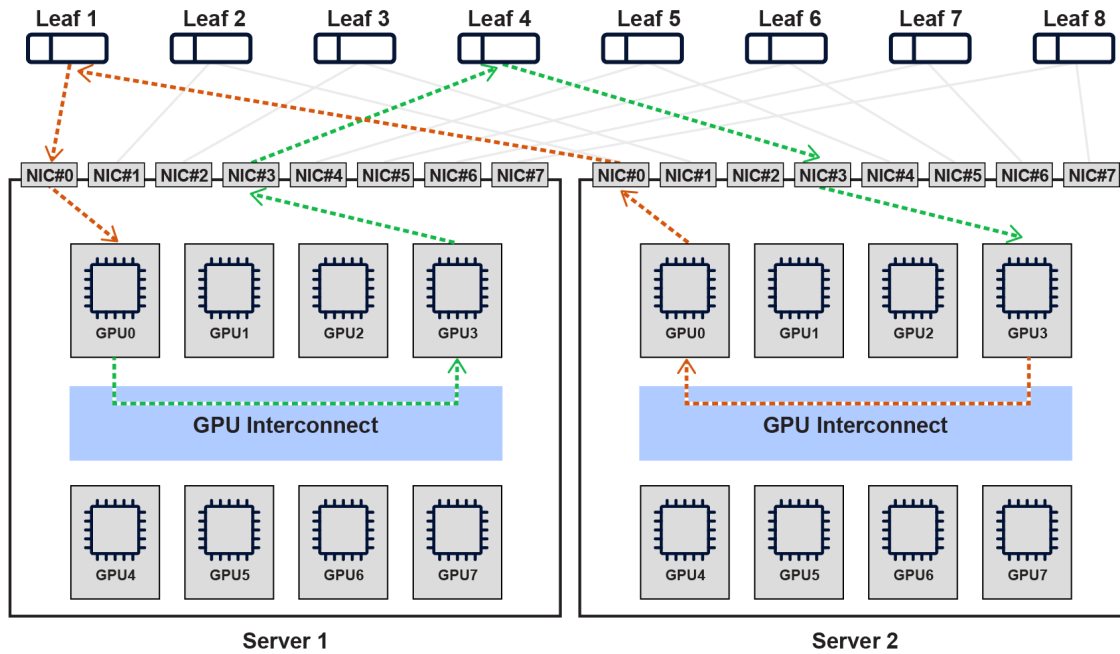 Leaf 1 Leaf 2 Leaf 3 Leaf 4 Leaf 5 Leaf 6 Leaf 7 Leaf 8
NIC#0 NIC#1 NIC#2 NIC#3 NIC#4 NIC#5 NIC#6 NIC#7 NIC#0 NIC#1 NIC#2 NIC#3 NIC#4 NIC#5 NIC#6 NIC#7
GPU0 GPU1 GPU2 GPU3 GPU0 GPU1 GPU2 GPU3
GPU Interconnect GPU Interconnect
GPU4 GPU5 GPU6 GPU7 GPU4 GPU5 GPU6 GPU7
Server 1 Server 2